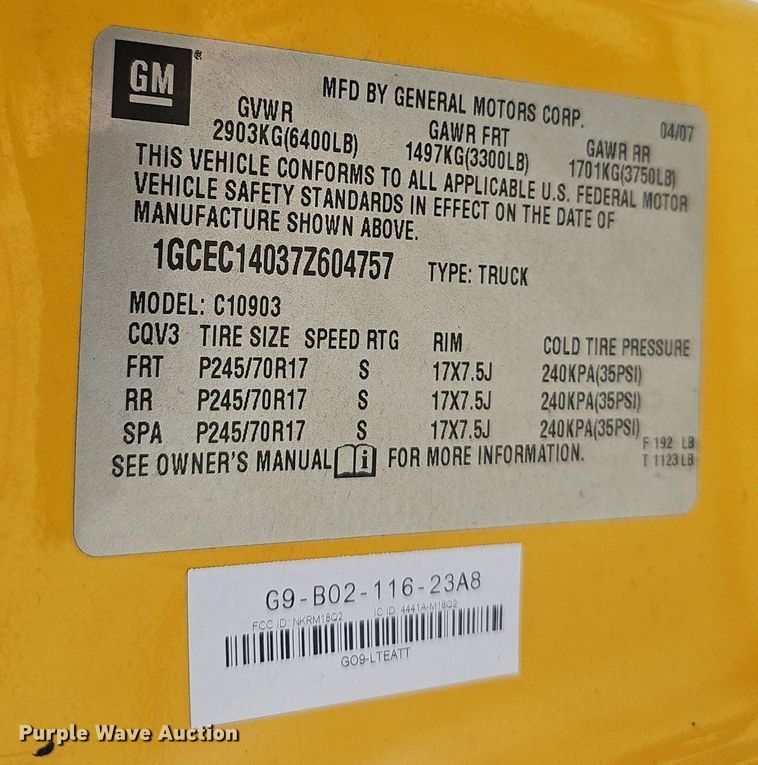 GM
MFD BY GENERAL MOTORS CORP. 04/07
GVWR GAWR FRT GAWR RR
2903KG(6400LB) 1497KG(3300LB) 1701KG(3750LB)
THIS VEHICLE CONFORMS TO ALL APPLICABLE U.S. FEDERAL MOTOR
VEHICLE SAFETY STANDARDS IN EFFECT ON THE DATE OF
MANUFACTURE SHOWN ABOVE.
1GCEC14037Z604757 TYPE: TRUCK
MODEL: C10903
CQV3 TIRE SIZE SPEED RTG RIM COLD TIRE PRESSURE
FRT P245/70R17 S 17X7.5J 240KPA(35PSI)
RR P245/70R17 S 17X7.5J 240KPA(35PSI)
SPA P245/70R17 S 17X7.5J 240KPA(35PSI)
F 192 LB
SEE OWNER'S MANUAL i FOR MORE INFORMATION. T 1123 LB
G9-B02-116-23A8
FCC ID: NKRM18Q2 IC ID: 4441A-M18Q2
GO9-LTEATT
Purple Wave Auction